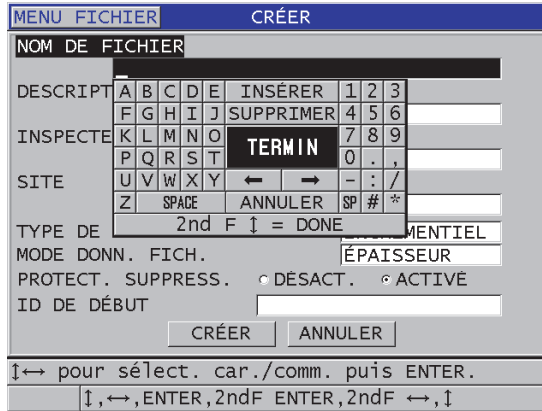 MENU FICHIER CRÉER
NOM DE FICHIER
DESCRIPT
A B C D E INSÉRER 1 2 3
F G H I J SUPPRIMER 4 5 6
INSPECTE
K L M N O TERMIN 7 8 9
P Q R S T 0 . ,
SITE
U V W X Y ← → - : /
Z SPACE ANNULER SP # *
2nd F ↕ = DONE
TYPE DE INCRÉMENTIEL
MODE DONN. FICH. ÉPAISSEUR
PROTECT. SUPPRESS. DÉSACT. ACTIVÉ
ID DE DÉBUT
CRÉER ANNULER
↕↔ pour sélect. car./comm. puis ENTER.
↕,↔,ENTER,2ndF ENTER,2ndF ↔,↕